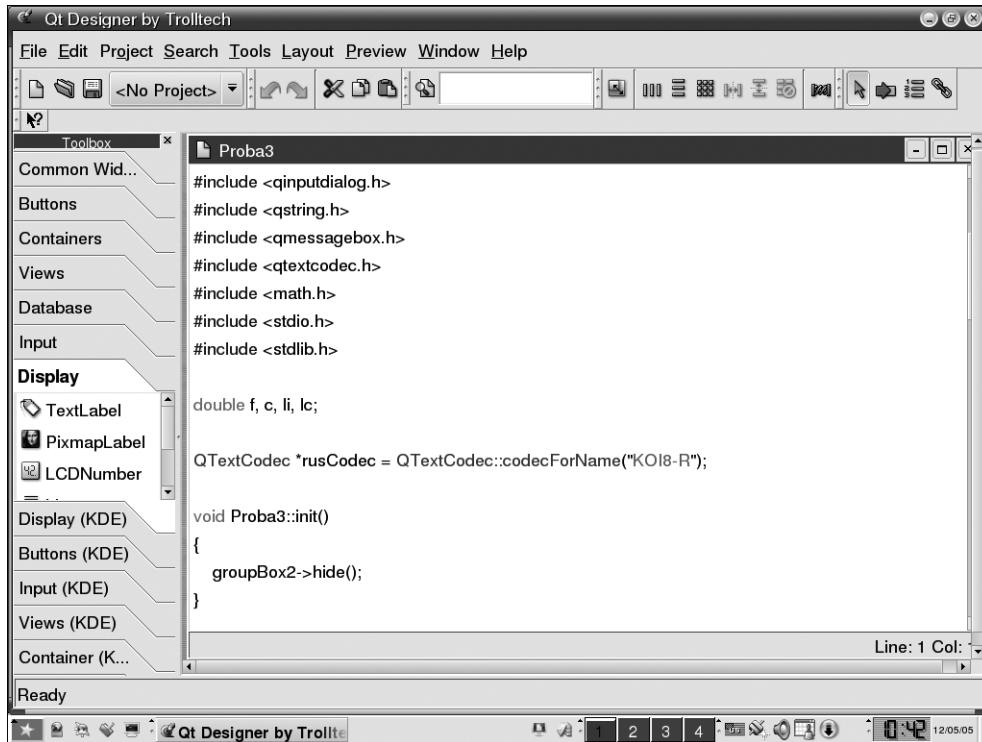 Qt Designer by Trolltech
File Edit Project Search Tools Layout Preview Window Help
<No Project>
Toolbox
Common Wid...
Buttons
Containers
Views
Database
Input
Display
TextLabel
PixmapLabel
LCDNumber
Display (KDE)
Buttons (KDE)
Input (KDE)
Views (KDE)
Container (K...
Proba3
#include <qinputdialog.h>
#include <qstring.h>
#include <qmessagebox.h>
#include <qtextcodec.h>
#include <math.h>
#include <stdio.h>
#include <stdlib.h>
double f, c, li, lc;
QTextCodec *rusCodec = QTextCodec::codecForName("KOI8-R");
void Proba3::init()
{
groupBox2->hide();
}
Line: 1 Col:
Ready
Qt Designer by Trollte
1 2 3 4
10:42
12/05/05